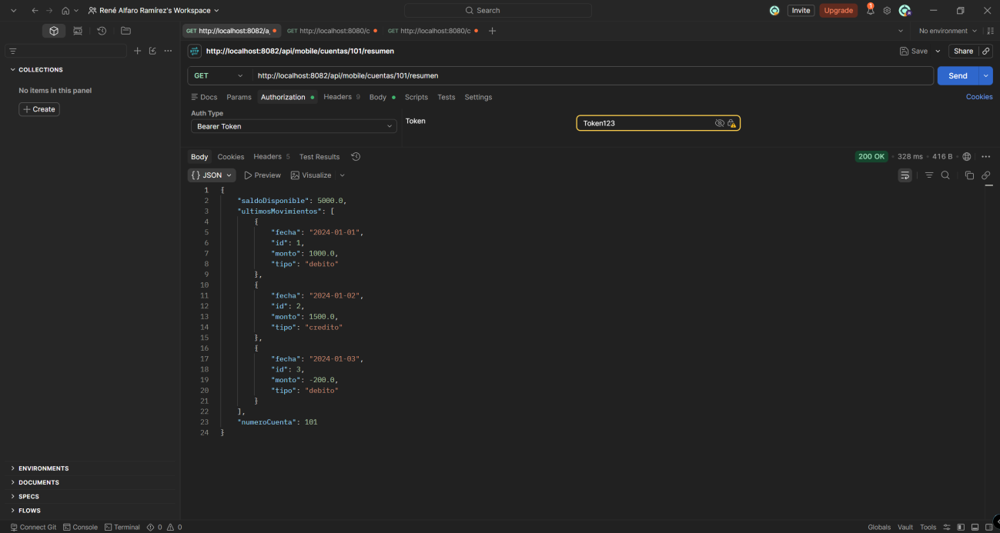 René Alfaro Ramírez's Workspace
Search
Invite
Upgrade
1
GET http://localhost:8082/a
GET http://localhost:8080/c
GET http://localhost:8080/c
No environment
COLLECTIONS
No items in this panel
Create
HTTP
http://localhost:8082/api/mobile/cuentas/101/resumen
Save
Share
GET
http://localhost:8082/api/mobile/cuentas/101/resumen
Send
Docs
Params
Authorization
Headers 9
Body
Scripts
Tests
Settings
Cookies
Auth Type
Bearer Token
Token
Token123
Body
Cookies
Headers 5
Test Results
200 OK
328 ms
416 B
{ } JSON
Preview
Visualize
1 {
2 "saldoDisponible": 5000.0,
3 "ultimosMovimientos": [
4 {
5 "fecha": "2024-01-01",
6 "id": 1,
7 "monto": 1000.0,
8 "tipo": "debito"
9 },
10 {
11 "fecha": "2024-01-02",
12 "id": 2,
13 "monto": 1500.0,
14 "tipo": "credito"
15 },
16 {
17 "fecha": "2024-01-03",
18 "id": 3,
19 "monto": -200.0,
20 "tipo": "debito"
21 }
22 ],
23 "numeroCuenta": 101
24 }
ENVIRONMENTS
DOCUMENTS
SPECS
FLOWS
Connect Git
Console
Terminal
0
0
Globals
Vault
Tools